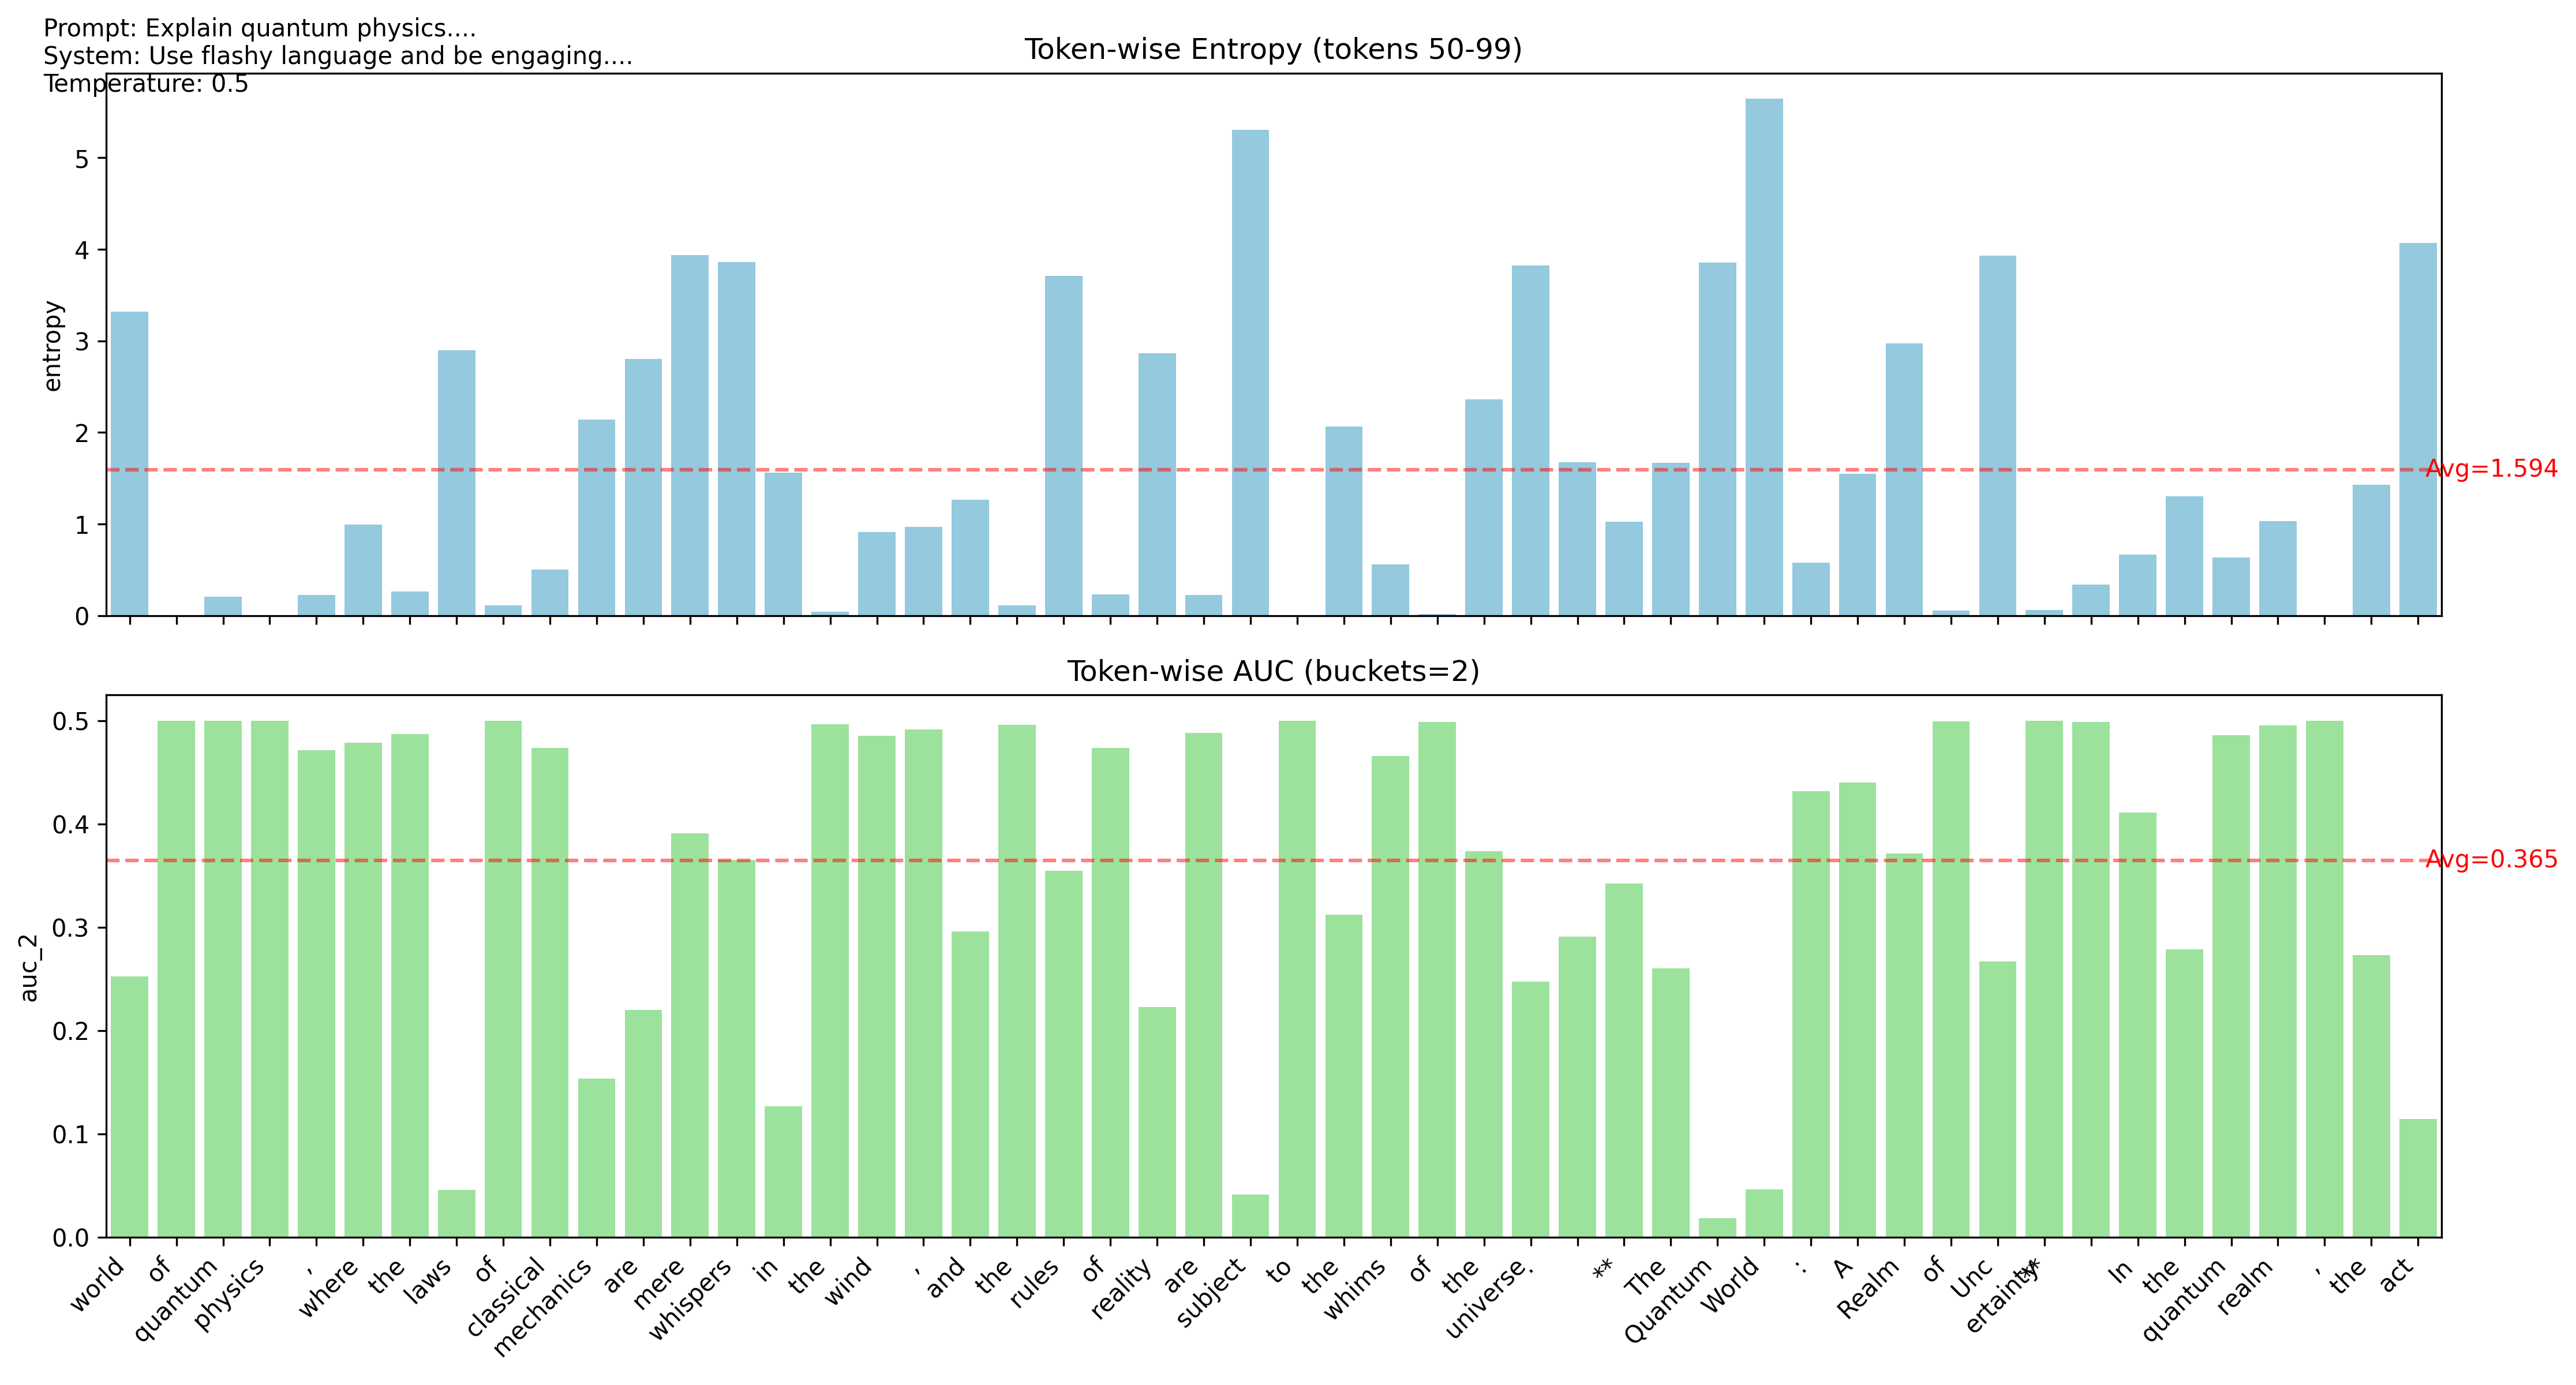 Prompt: Explain quantum physics....
System: Use flashy language and be engaging....
Temperature: 0.5
Token-wise Entropy (tokens 50-99)
entropy
5
4
3
2
1
0
Avg=1.594
Token-wise AUC (buckets=2)
auc_2
0.5
0.4
0.3
0.2
0.1
0.0
Avg=0.365
world
of
quantum
physics
,
where
the
laws
of
classical
mechanics
are
mere
whispers
in
the
wind
,
and
the
rules
of
reality
are
subject
to
the
whims
of
the
universe
.
**
The
Quantum
World
:
A
Realm
of
Unc
ertainty
**
In
the
quantum
realm
,
the
act